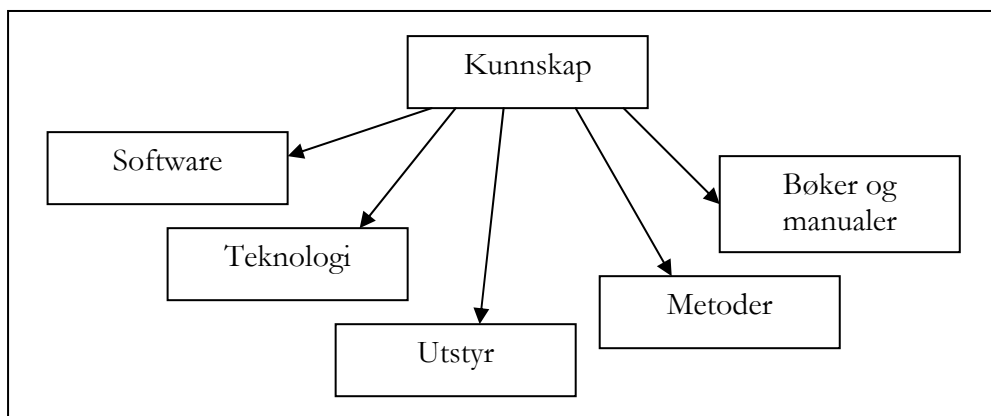 Kunnskap
Software
Bøker og
manualer
Teknologi
Metoder
Utstyr